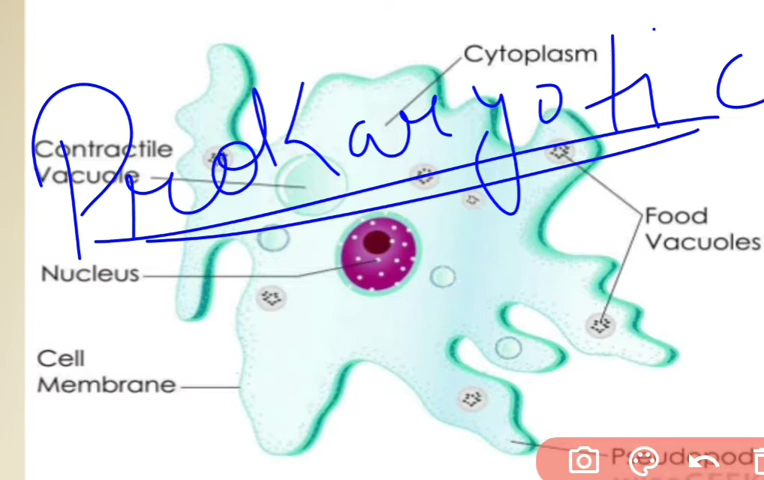 Cytoplasm
Prokaryotic C
Contractile
Vacuole
Food
Vacuoles
Nucleus
Cell
Membrane